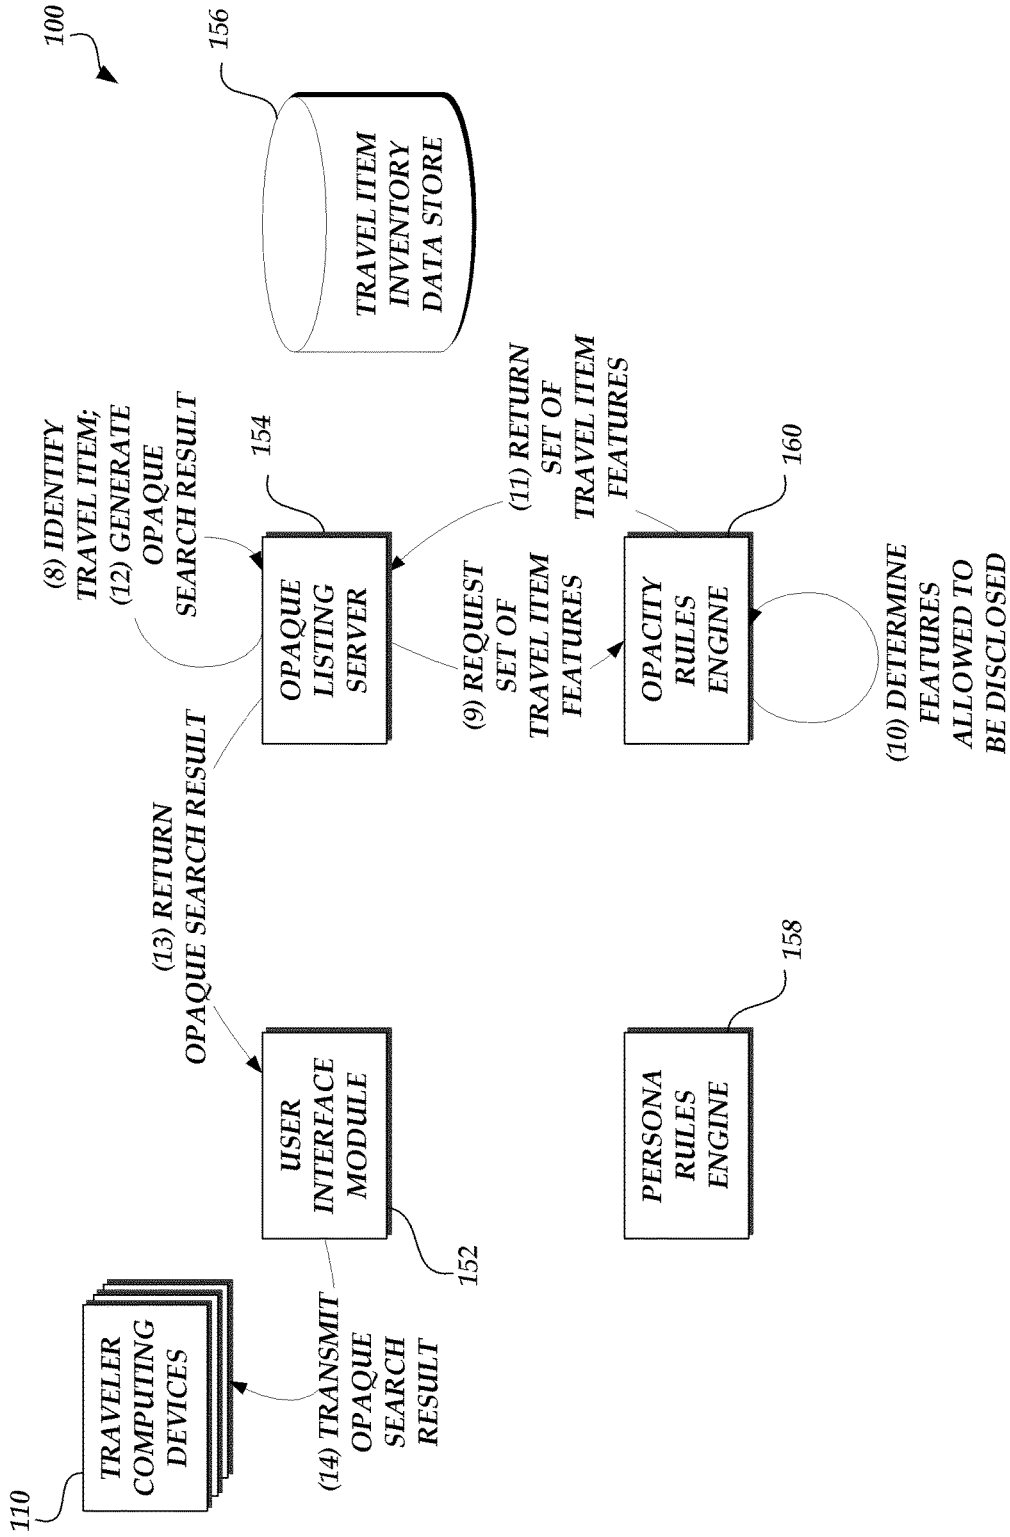 100
110
TRAVELER
COMPUTING
DEVICES
(14) TRANSMIT
OPAQUE
SEARCH
RESULT
USER
INTERFACE
MODULE
152
(13) RETURN
OPAQUE SEARCH RESULT
(8) IDENTIFY
TRAVEL ITEM;
(12) GENERATE
OPAQUE
SEARCH RESULT
OPAQUE
LISTING
SERVER
154
TRAVEL ITEM
INVENTORY
DATA STORE
156
(9) REQUEST
SET OF
TRAVEL ITEM
FEATURES
(11) RETURN
SET OF
TRAVEL ITEM
FEATURES
PERSONA
RULES
ENGINE
158
OPACITY
RULES
ENGINE
160
(10) DETERMINE
FEATURES
ALLOWED TO
BE DISCLOSED